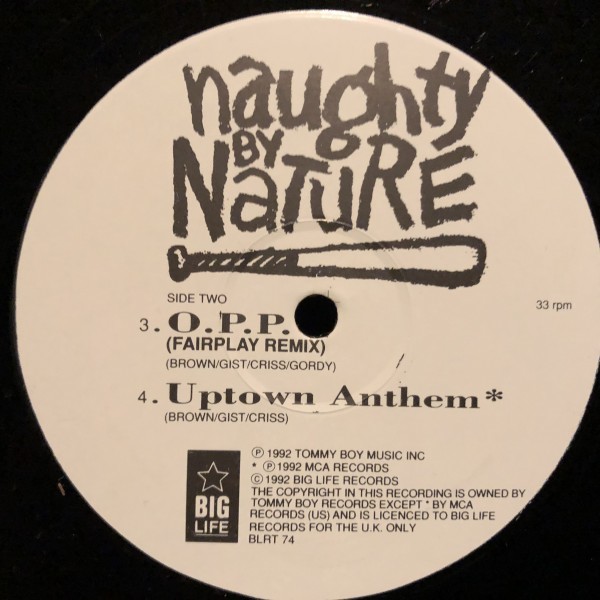 naughty
BY
NATURE
SIDE TWO
33 rpm
3. O.P.P.
(FAIRPLAY REMIX)
(BROWN/GIST/CRISS/GORDY)
4. Uptown Anthem*
(BROWN/GIST/CRISS)
BIG
LIFE
℗ 1992 TOMMY BOY MUSIC INC
* ℗ 1992 MCA RECORDS
© 1992 BIG LIFE RECORDS
THE COPYRIGHT IN THIS RECORDING IS OWNED BY
TOMMY BOY RECORDS EXCEPT * BY MCA
RECORDS (US) AND IS LICENCED TO BIG LIFE
RECORDS FOR THE U.K. ONLY
BLRT 74